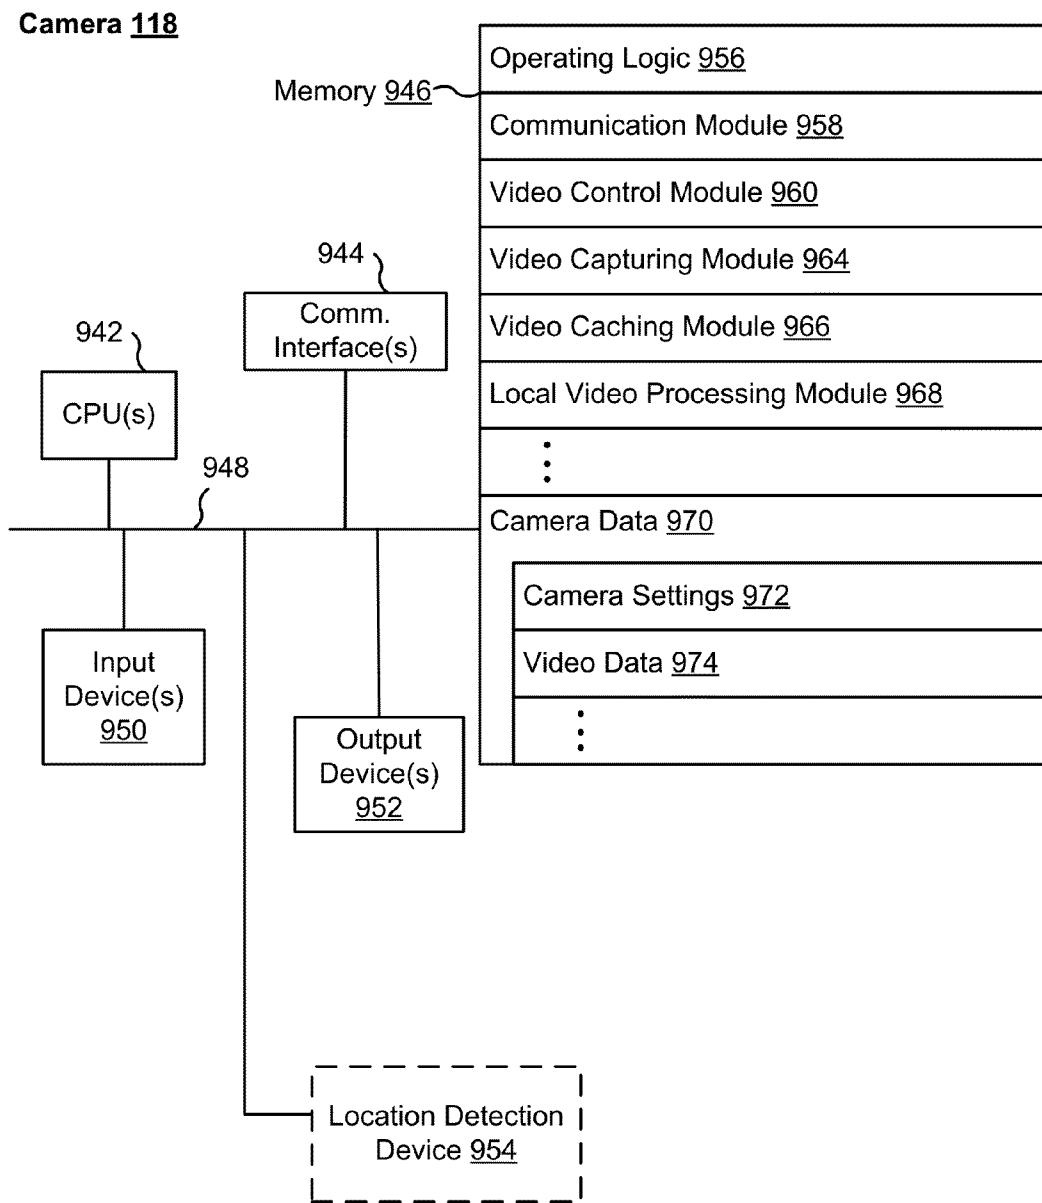 Camera 118
Operating Logic 956
Memory 946
Communication Module 958
Video Control Module 960
944
Video Capturing Module 964
Comm.
Interface(s)
Video Caching Module 966
942
CPU(s)
Local Video Processing Module 968
948
Camera Data 970
Camera Settings 972
Input
Device(s)
950
Video Data 974
Output
Device(s)
952
Location Detection
Device 954